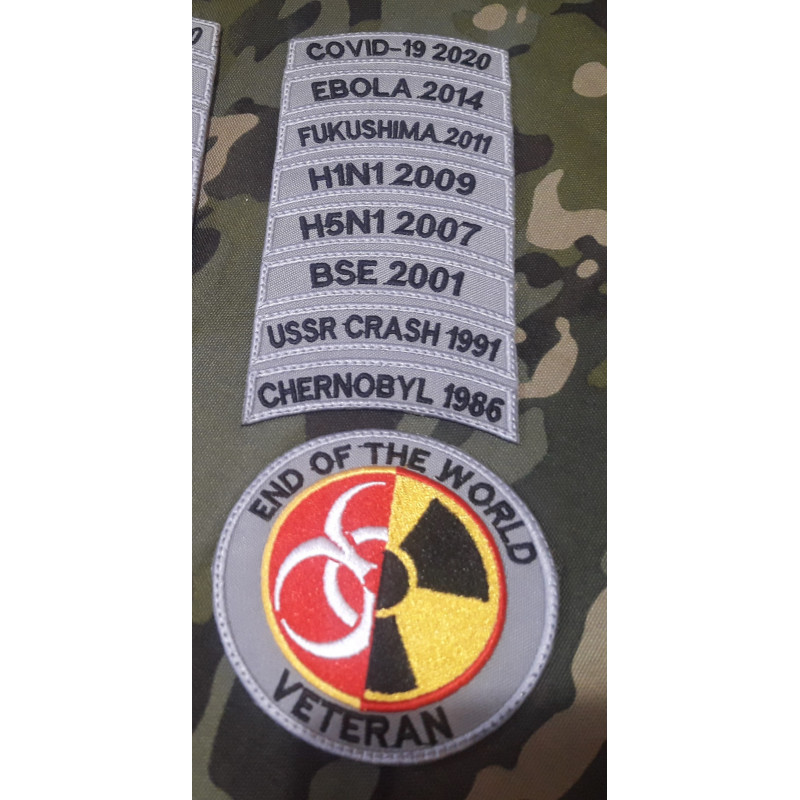 COVID-19 2020
EBOLA 2014
FUKUSHIMA 2011
H1N1 2009
H5N1 2007
BSE 2001
USSR CRASH 1991
CHERNOBYL 1986
END OF THE WORLD
VETERAN